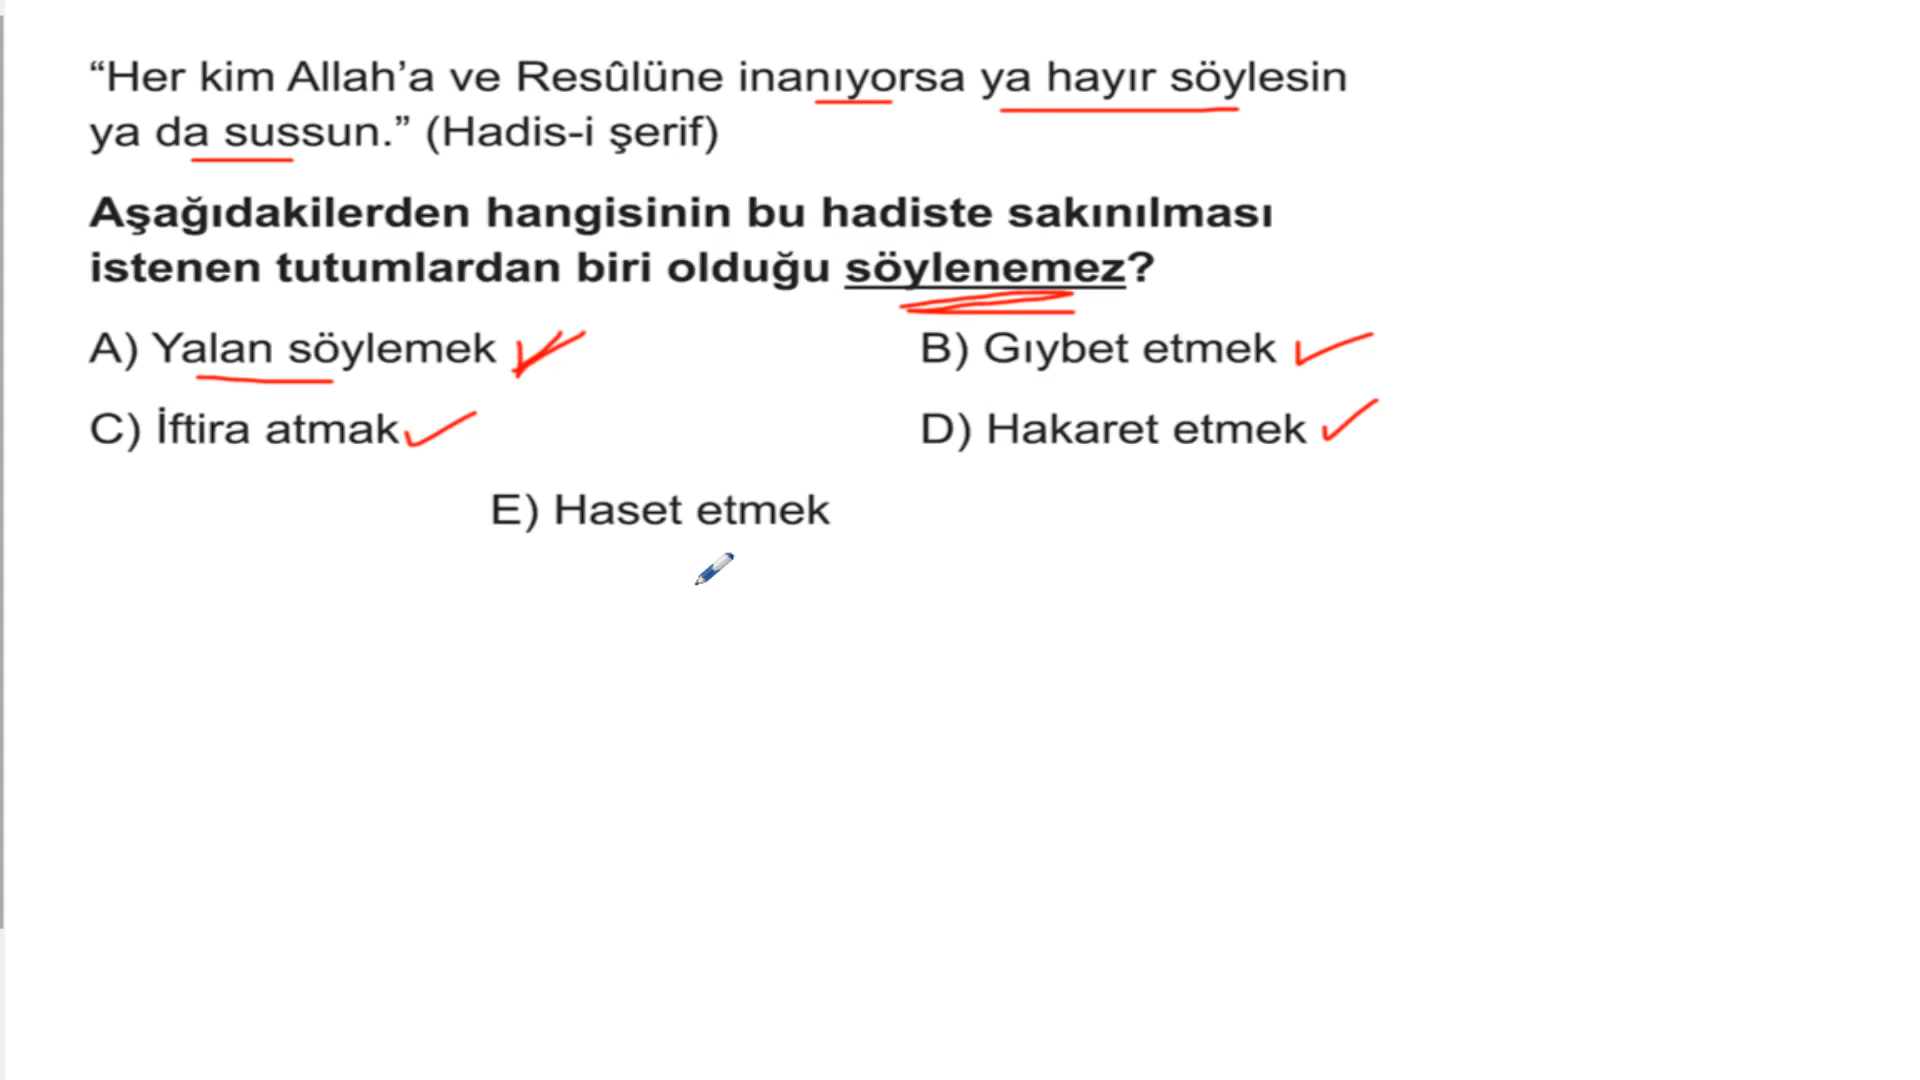 “Her kim Allah’a ve Resûlüne inanıyorsa ya hayır söylesin
ya da sussun.” (Hadis-i şerif)
Aşağıdakilerden hangisinin bu hadiste sakınılması
istenen tutumlardan biri olduğu söylenemez?
A) Yalan söylemek
B) Gıybet etmek
C) İftira atmak
D) Hakaret etmek
E) Haset etmek